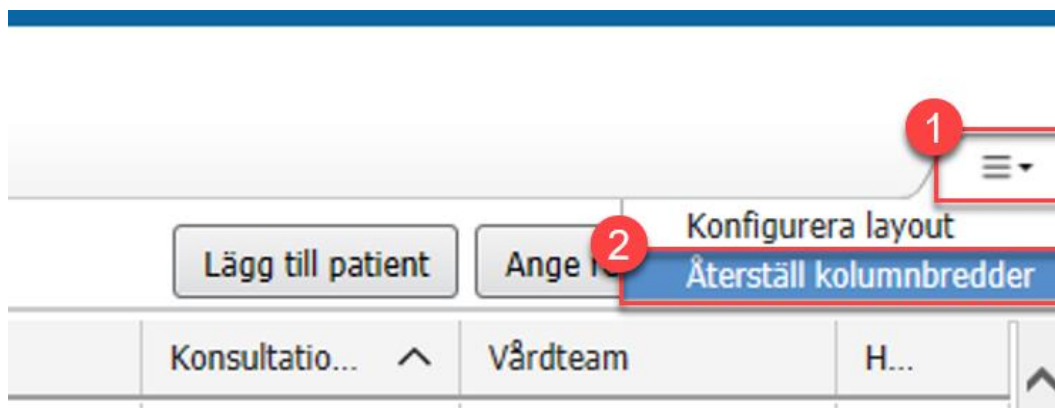 1
Konfigurera layout
2
Lägg till patient
Ange
Återställ kolumnbredder
Konsultatio...
Vårdteam
H...